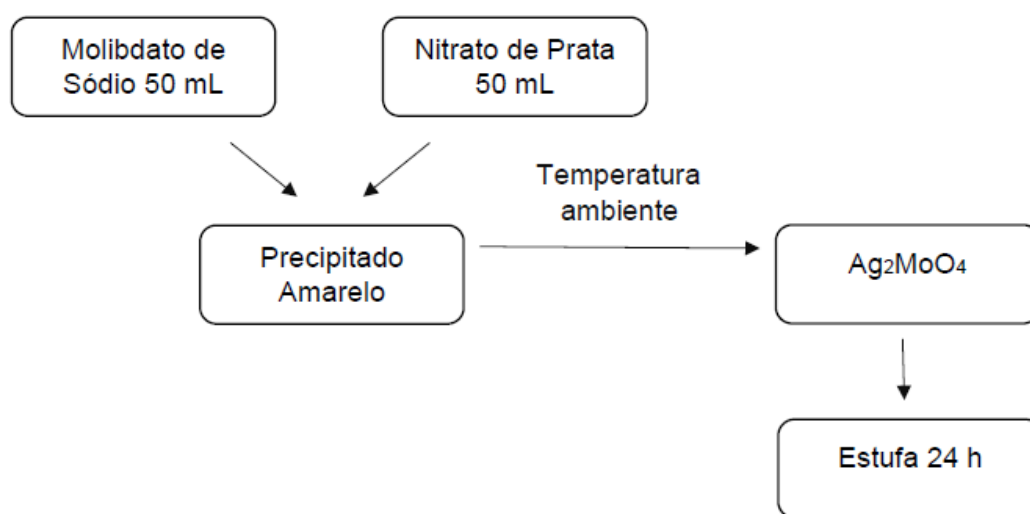 Molibdato de
Sódio 50 mL
Nitrato de Prata
50 mL
Temperatura
ambiente
Precipitado
Amarelo
Ag₂MoO₄
Estufa 24 h